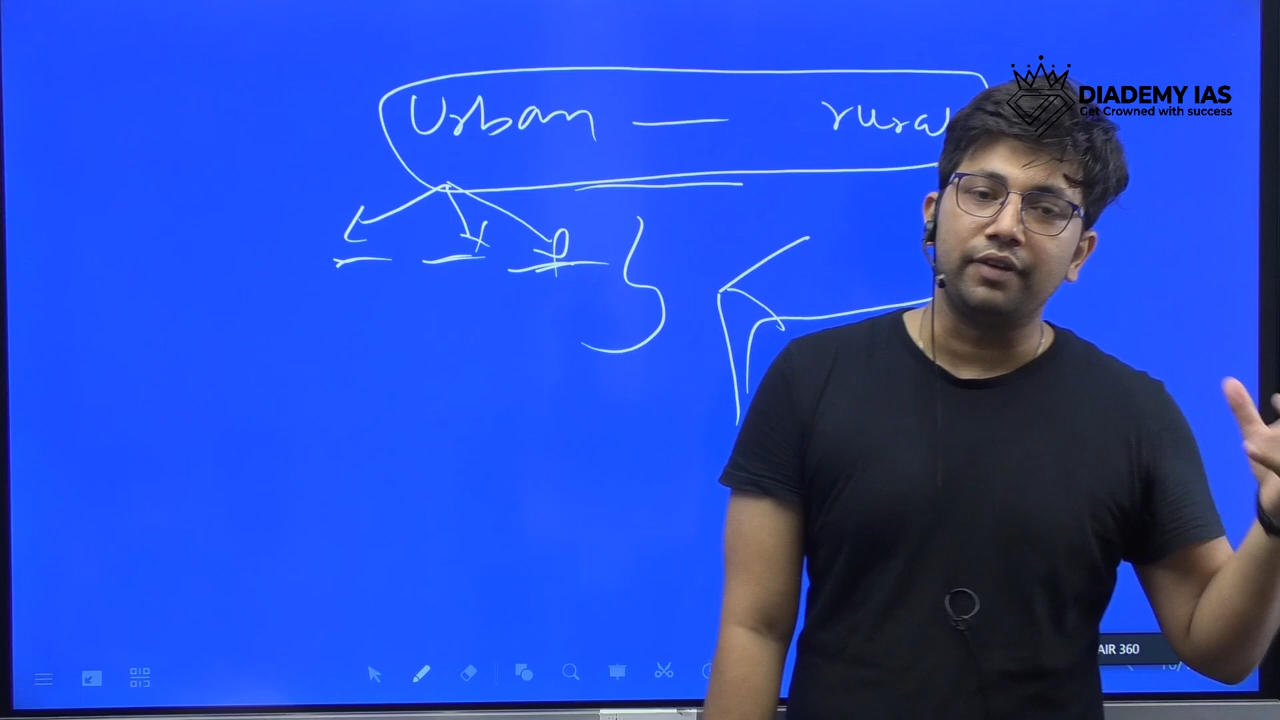 Urban — rural
DIADEMY IAS
Get Crowned with success
AIR 360